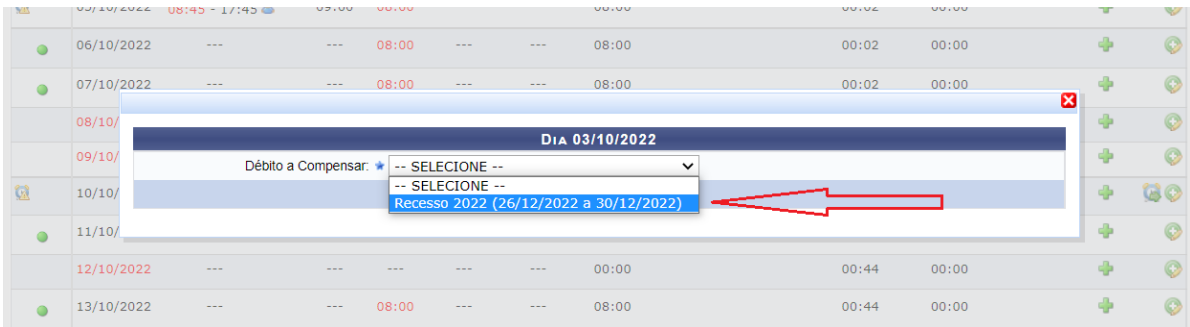 03/10/2022 08:45 - 17:45 09:00 08:00 08:00 00:02 00:00
06/10/2022 --- --- 08:00 --- --- 08:00 00:02 00:00
07/10/2022 --- --- 08:00 --- --- 08:00 00:02 00:00
08/10/
DIA 03/10/2022
09/10/
Débito a Compensar: -- SELECIONE --
-- SELECIONE --
10/10/
Recesso 2022 (26/12/2022 a 30/12/2022)
11/10/
12/10/2022 --- --- --- --- --- 00:00 00:44 00:00
13/10/2022 --- --- 08:00 --- --- 08:00 00:44 00:00